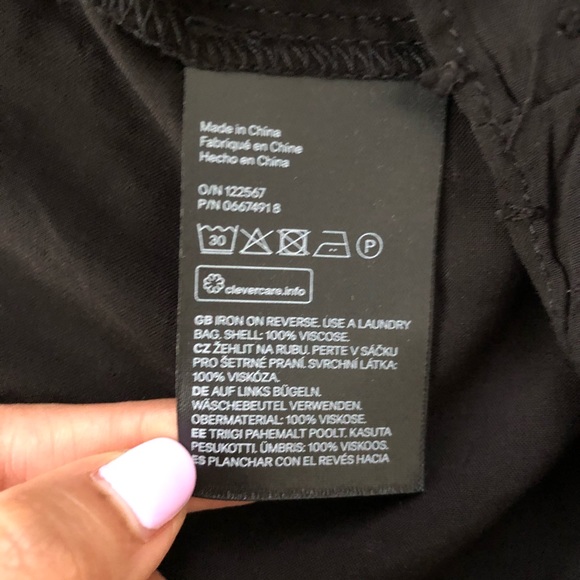 Made in China
Fabriqué en Chine
Hecho en China
O/N 122567
P/N 0667491 8
30
P
clevercare.info
GB IRON ON REVERSE. USE A LAUNDRY
BAG. SHELL: 100% VISCOSE.
CZ ŽEHLIT NA RUBU. PERTE V SÁČKU
PRO ŠETRNÉ PRANÍ. SVRCHNÍ LÁTKA:
100% VISKÓZA.
DE AUF LINKS BÜGELN.
WÄSCHEBEUTEL VERWENDEN.
OBERMATERIAL: 100% VISKOSE.
EE TRIIGI PAHEMALT POOLT. KASUTA
PESUKOTTI. ÜMBRIS: 100% VISKOOS.
ES PLANCHAR CON EL REVÉS HACIA